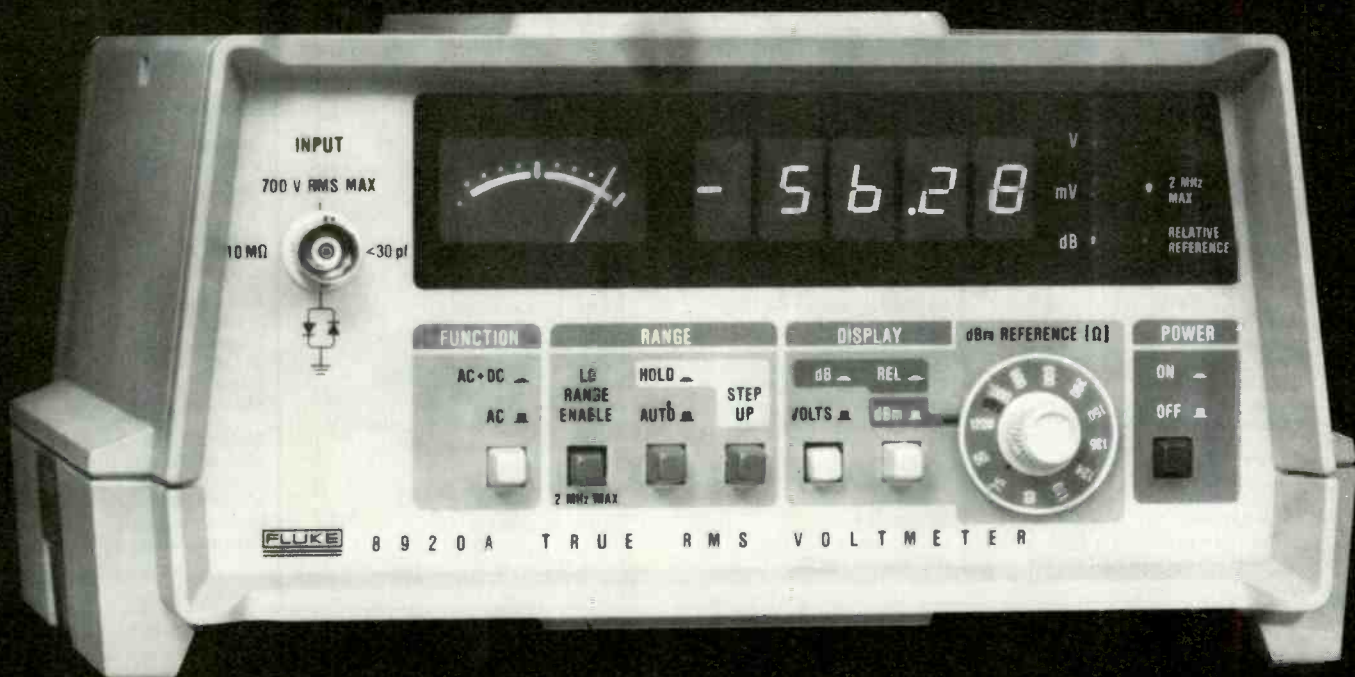 INPUT
700 V RMS MAX
10 MΩ
<30 pf
- 56.28
V
mV
dB
2 MHz
MAX
RELATIVE
REFERENCE
FUNCTION
AC+DC
AC
RANGE
LO
RANGE
ENABLE
2 MHz MAX
HOLD
AUTO
STEP
UP
DISPLAY
dB
REL
VOLTS
dBm
dBm REFERENCE [Ω]
150
POWER
ON
OFF
FLUKE
8920A TRUE RMS VOLTMETER